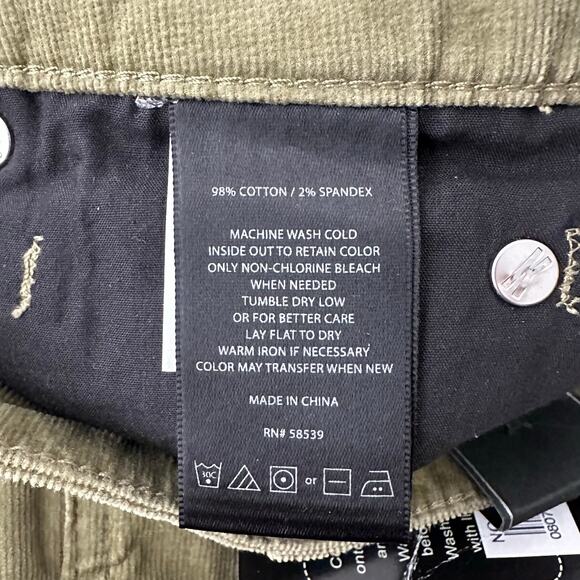 98% COTTON / 2% SPANDEX
MACHINE WASH COLD
INSIDE OUT TO RETAIN COLOR
ONLY NON-CHLORINE BLEACH
WHEN NEEDED
TUMBLE DRY LOW
OR FOR BETTER CARE
LAY FLAT TO DRY
WARM IRON IF NECESSARY
COLOR MAY TRANSFER WHEN NEW
MADE IN CHINA
RN# 58539
30C
or